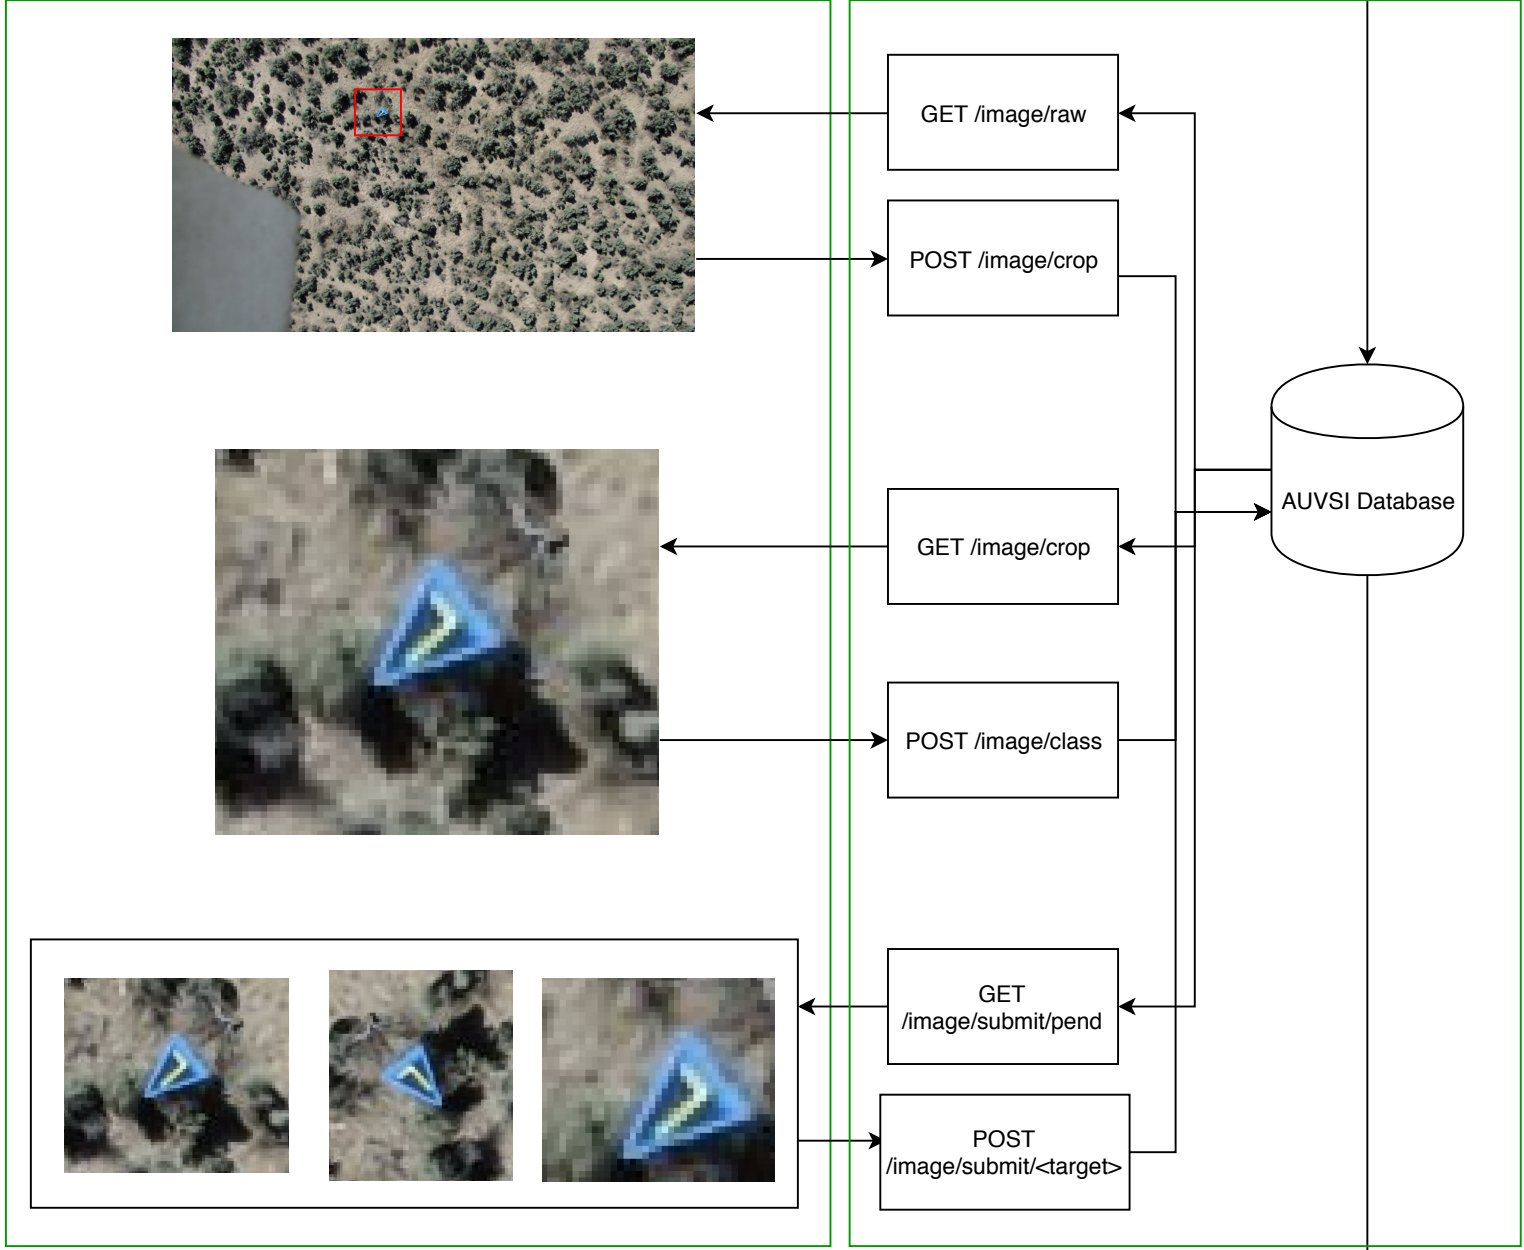 GET /image/raw
POST /image/crop
AUVSI Database
GET /image/crop
POST /image/class
GET
/image/submit/pend
POST
/image/submit/<target>